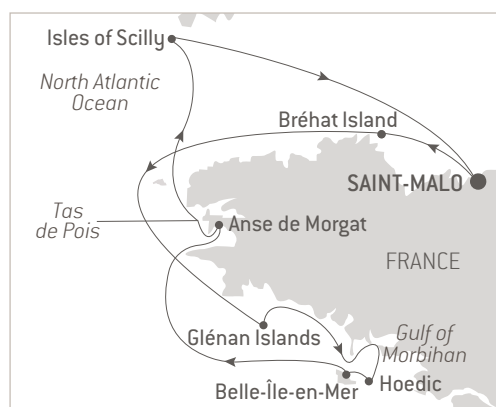 Isles of Scilly
North Atlantic
Ocean
Bréhat Island
SAINT-MALO
Tas
de Pois
Anse de Morgat
FRANCE
Glénan Islands
Gulf of
Morbihan
Belle-Île-en-Mer
Hoedic